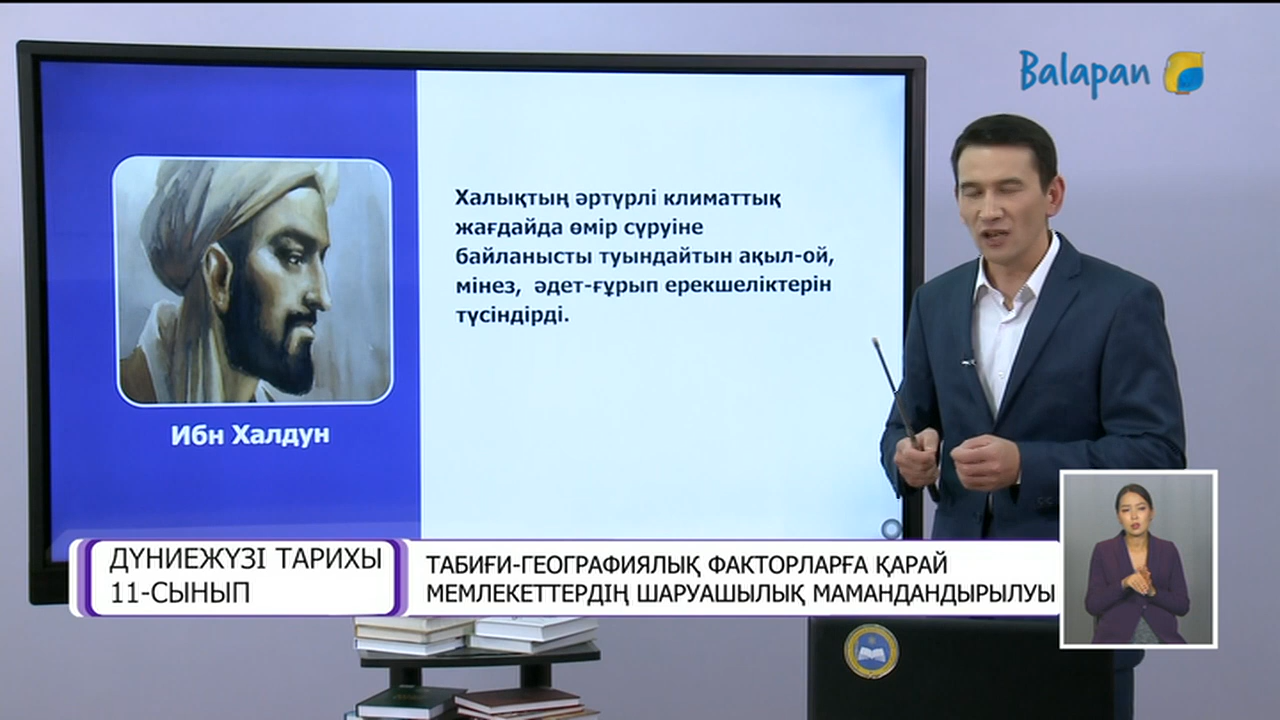 Balapan
Халықтың әртүрлі климаттық
жағдайда өмір сүруіне
байланысты туындайтын ақыл-ой,
мінез, әдет-ғұрып ерекшеліктерін
түсіндірді.
Ибн Халдун
ДҮНИЕЖҮЗІ ТАРИХЫ
11-СЫНЫП
ТАБИҒИ-ГЕОГРАФИЯЛЫҚ ФАКТОРЛАРҒА ҚАРАЙ
МЕМЛЕКЕТТЕРДІҢ ШАРУАШЫЛЫҚ МАМАНДАНДЫРЫЛУЫ